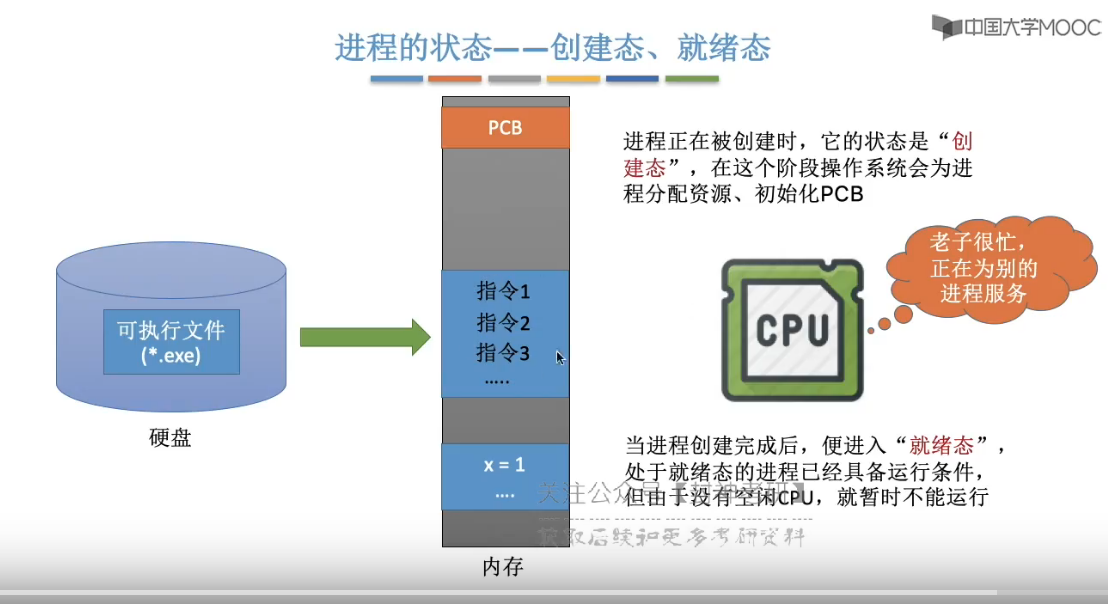 中国大学MOOC
进程的状态——创建态、就绪态
PCB
进程正在被创建时，它的状态是“创
建态”，在这个阶段操作系统会为进
程分配资源、初始化PCB
老子很忙，
正在为别的
进程服务
可执行文件
(*.exe)
硬盘
指令1
指令2
指令3
…..
CPU
当进程创建完成后，便进入“就绪态”，
处于就绪态的进程已经具备运行条件，
但由于没有空闲CPU，就暂时不能运行
x = 1
….
内存
关注公众号【封神考研】
获取后续和更多考研资料